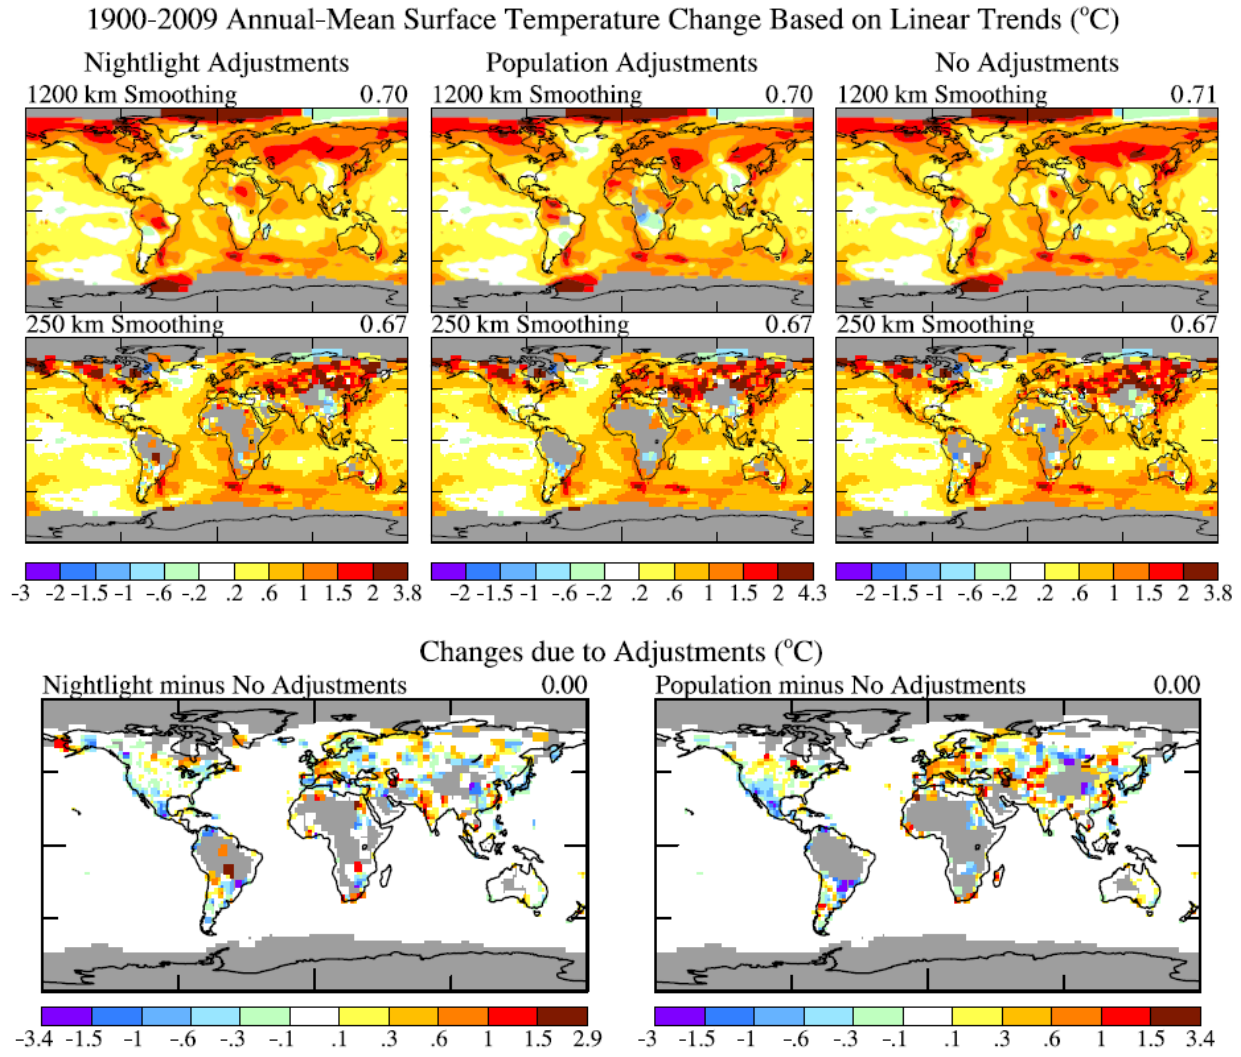 1900-2009 Annual-Mean Surface Temperature Change Based on Linear Trends (°C)
Nightlight Adjustments Population Adjustments No Adjustments
1200 km Smoothing 0.70 1200 km Smoothing 0.70 1200 km Smoothing 0.71
250 km Smoothing 0.67 250 km Smoothing 0.67 250 km Smoothing 0.67
-3 -2 -1.5 -1 -.6 -.2 .2 .6 1 1.5 2 3.8 -2 -1.5 -1 -.6 -.2 .2 .6 1 1.5 2 4.3 -2 -1.5 -1 -.6 -.2 .2 .6 1 1.5 2 3.8
Changes due to Adjustments (°C)
Nightlight minus No Adjustments 0.00 Population minus No Adjustments 0.00
-3.4 -1.5 -1 -.6 -.3 -.1 .1 .3 .6 1 1.5 2.9 -3 -1.5 -1 -.6 -.3 -.1 .1 .3 .6 1 1.5 3.4